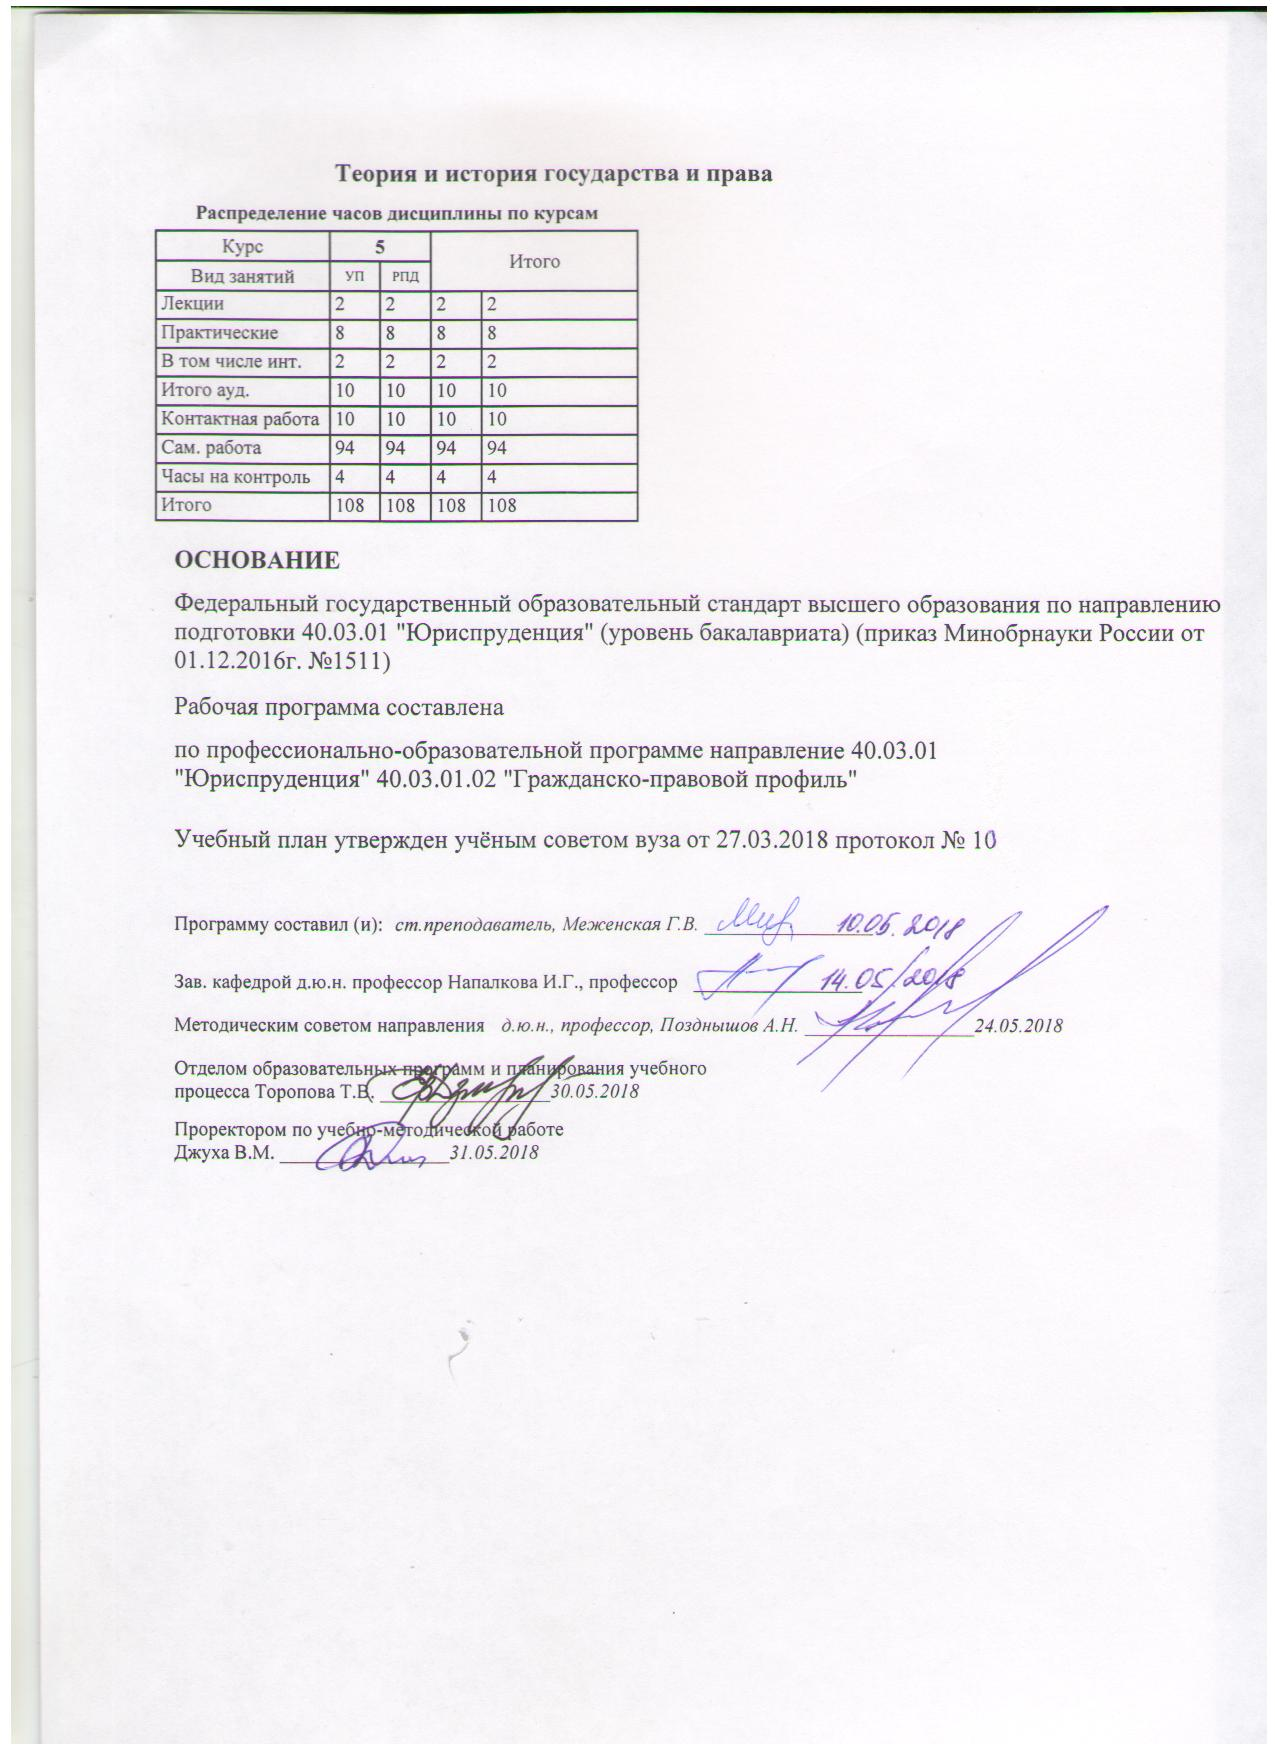 Теория и история государства и права
Распределение часов дисциплины по курсам
Курс 5 Итого
Вид занятий УП РПД
Лекции 2 2 2 2
Практические 8 8 8 8
В том числе инт. 2 2 2 2
Итого ауд. 10 10 10 10
Контактная работа 10 10 10 10
Сам. работа 94 94 94 94
Часы на контроль 4 4 4 4
Итого 108 108 108 108
ОСНОВАНИЕ
Федеральный государственный образовательный стандарт высшего образования по направлению
подготовки 40.03.01 "Юриспруденция" (уровень бакалавриата) (приказ Минобрнауки России от
01.12.2016г. №1511)
Рабочая программа составлена
по профессионально-образовательной программе направление 40.03.01
"Юриспруденция" 40.03.01.02 "Гражданско-правовой профиль"
Учебный план утвержден учёным советом вуза от 27.03.2018 протокол № 10
Программу составил (и): ст.преподаватель, Меженская Г.В. 10.05.2018
Зав. кафедрой д.ю.н. профессор Напалкова И.Г., профессор 14.05/2018
Методическим советом направления д.ю.н., профессор, Позднышов А.Н. 24.05.2018
Отделом образовательных программ и планирования учебного
процесса Торопова Т.В. 30.05.2018
Проректором по учебно-методической работе
Джуха В.М. 31.05.2018